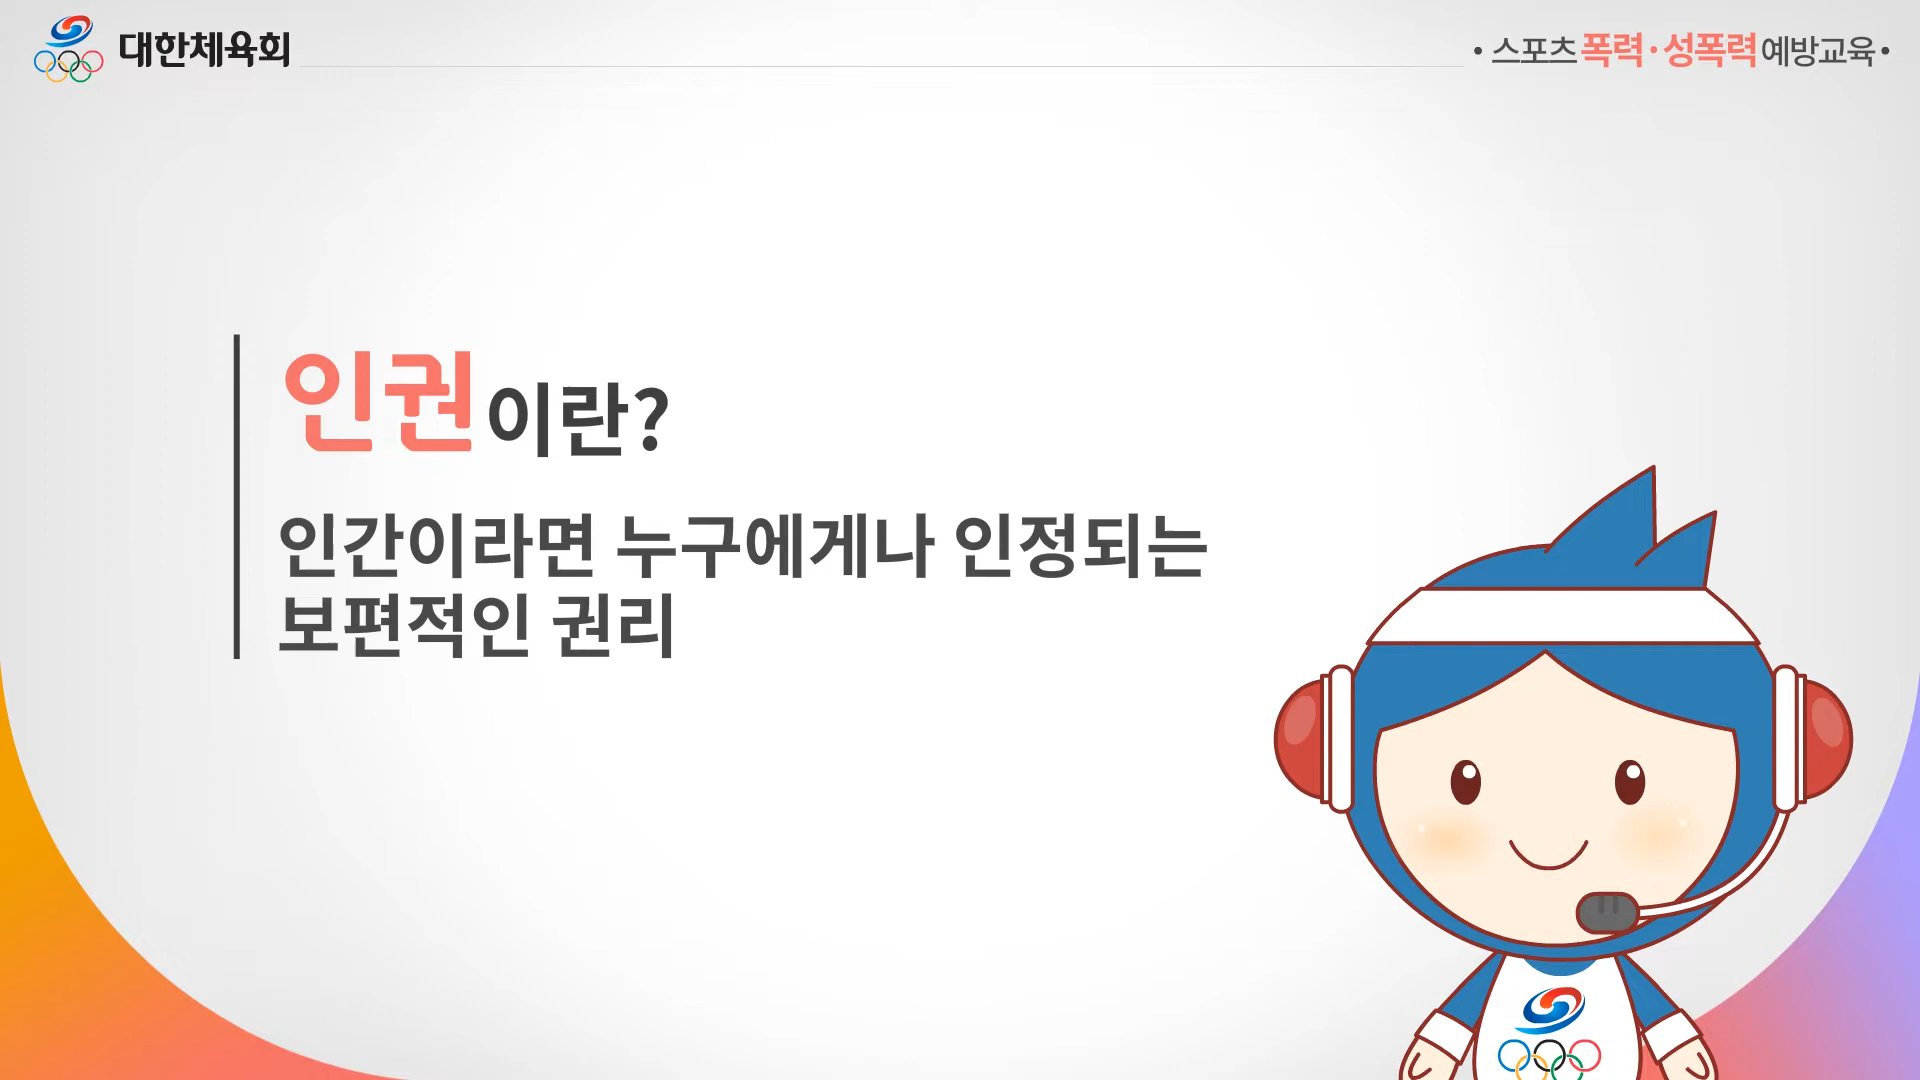 대한체육회
• 스포츠 폭력·성폭력 예방교육 •
인권이란?
인간이라면 누구에게나 인정되는
보편적인 권리